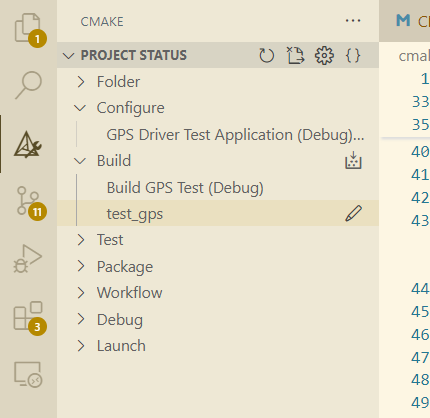 CMAKE
PROJECT STATUS
Folder
Configure
GPS Driver Test Application (Debug)...
Build
Build GPS Test (Debug)
test_gps
Test
Package
Workflow
Debug
Launch
1
11
3
M
cma
1
33
35
40
41
42
43
44
45
46
47
48
49